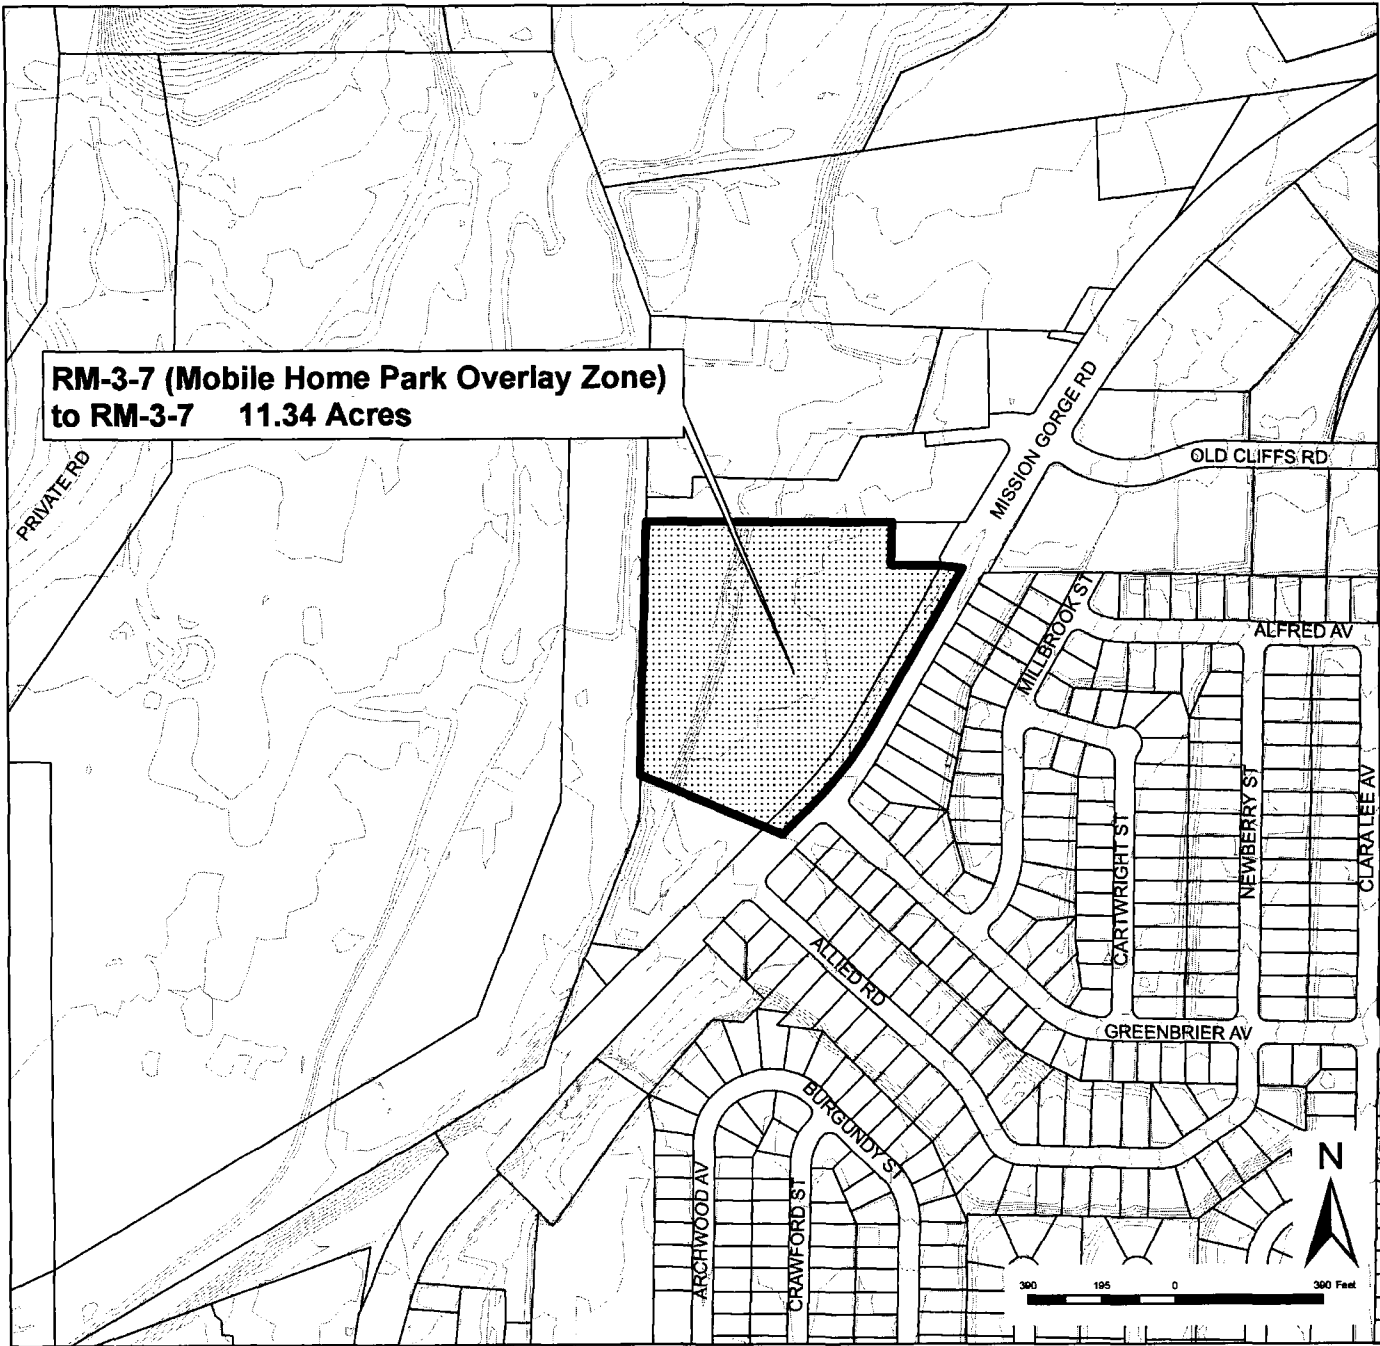 RM-3-7 (Mobile Home Park Overlay Zone)
to RM-3-7 11.34 Acres
PRIVATE RD
MISSION GORGE RD
OLD CLIFFS RD
MILLBROOK ST
ALFRED AV
CARTWRIGHT ST
NEWBERRY ST
CLARA LEE AV
ALLIED RD
GREENBRIER AV
BURGUNDY ST
ARCHWOOD AV
CRAWFORD ST
N
390 195 0 390 Feet